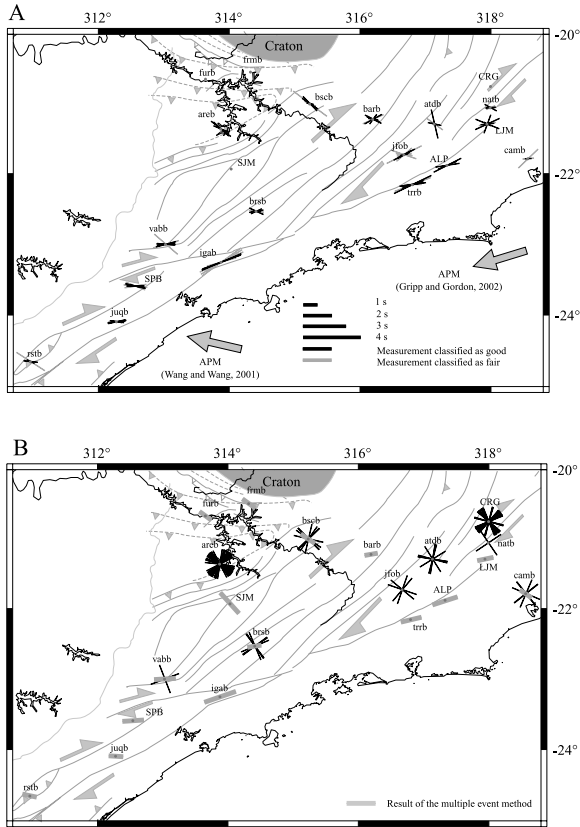 A
312° 314° 316° 318°
-20°
Craton
frmb
furb
CRG
bscb
natb
barb
atdb
areb
LJM
jfob
ALP
camb
SJM
-22°
trrb
brsb
vabb
igab
APM
(Gripp and Gordon, 2002)
SPB
1 s
2 s
juqb
3 s
-24°
4 s
Measurement classified as good
rstb
APM
Measurement classified as fair
(Wang and Wang, 2001)
B
312° 314° 316° 318°
-20°
Craton
frmb
furb
CRG
bscb
areb
barb
atdb
natb
LJM
jfob
camb
SJM
ALP
-22°
trrb
brsb
vabb
igab
SPB
juqb
-24°
rstb
Result of the multiple event method